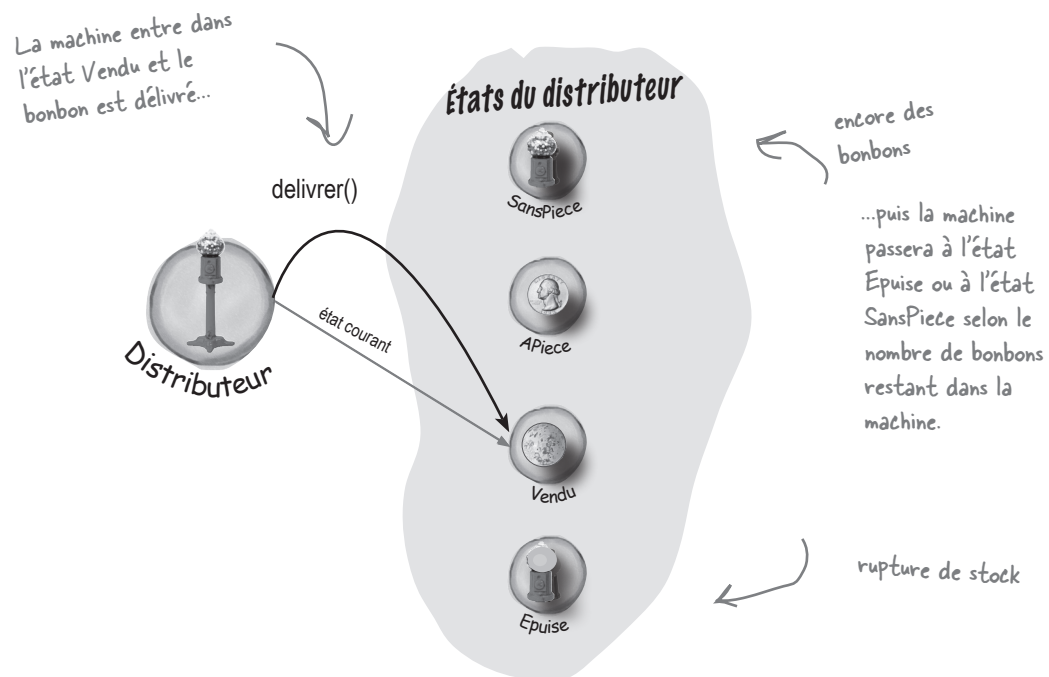 La machine entre dans
l'état Vendu et le
bonbon est délivré...
États du distributeur
encore des
bonbons
SansPiece
delivrer()
...puis la machine
passera à l'état
Epuise ou à l'état
SansPiece selon le
nombre de bonbons
restant dans la
machine.
état courant
APiece
Distributeur
Vendu
rupture de stock
Epuise